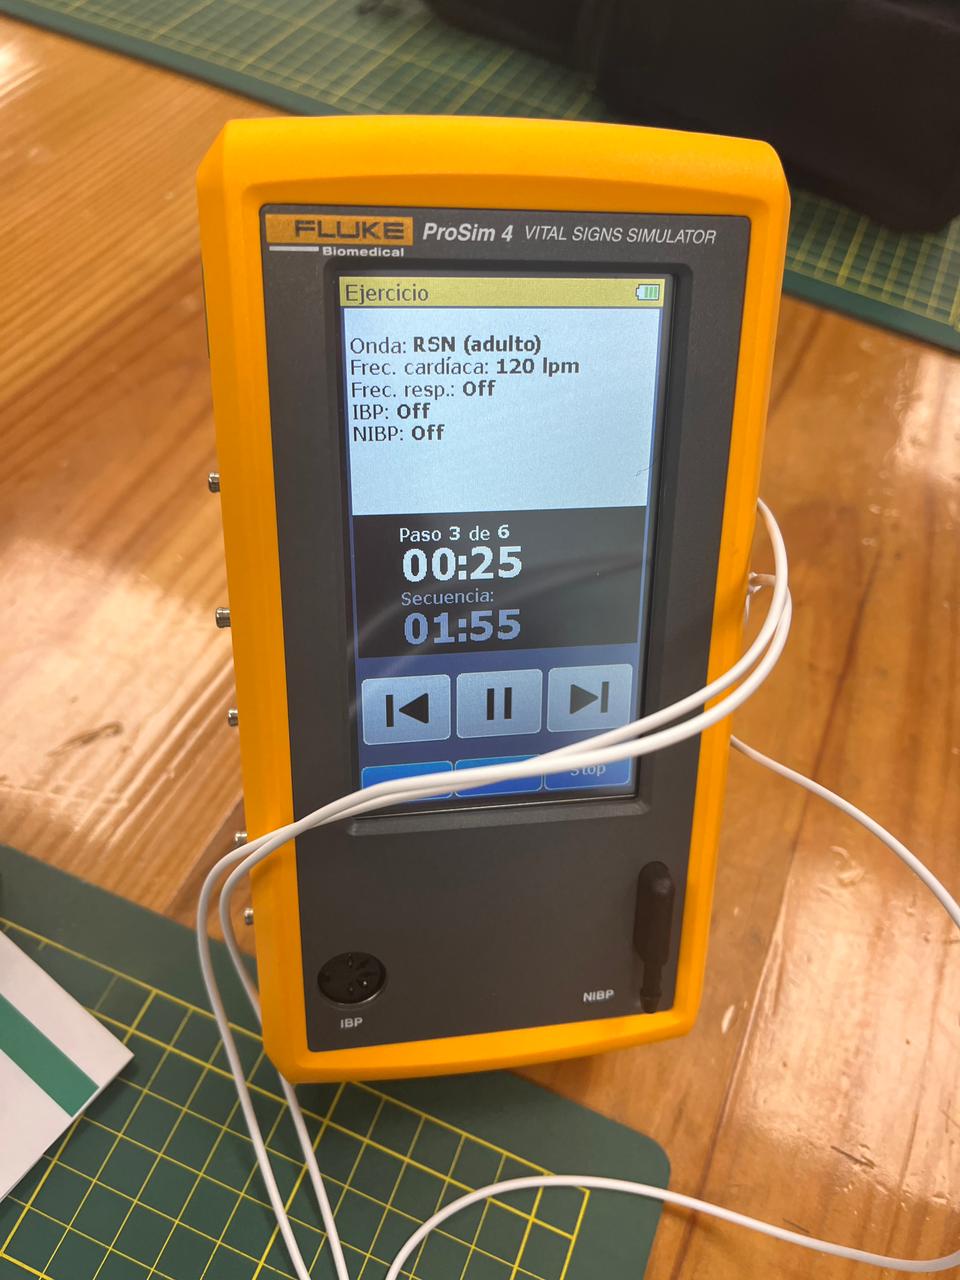 FLUKE
Biomedical
ProSim 4 VITAL SIGNS SIMULATOR
Ejercicio
Onda: RSN (adulto)
Frec. cardíaca: 120 lpm
Frec. resp.: Off
IBP: Off
NIBP: Off
Paso 3 de 6
00:25
Secuencia:
01:55
Stop
IBP
NIBP